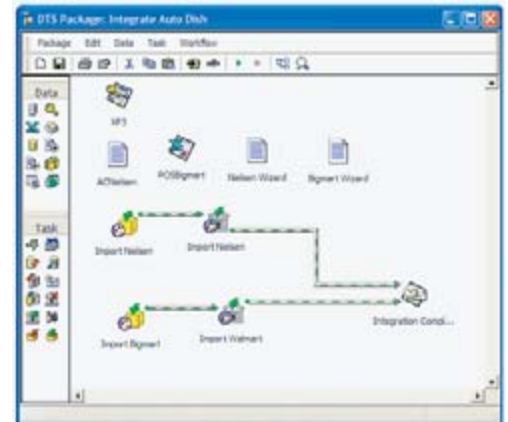 DTS Package: Integrate Auto Dish
Package Edit Data Task Workflow
Data
XP3
ACNielsen
POSBigmart
Nielsen Wizard
Bigmart Wizard
Task
Import Nielsen
Import Nielsen
Integration Compl...
Import Bigmart
Import Walmart